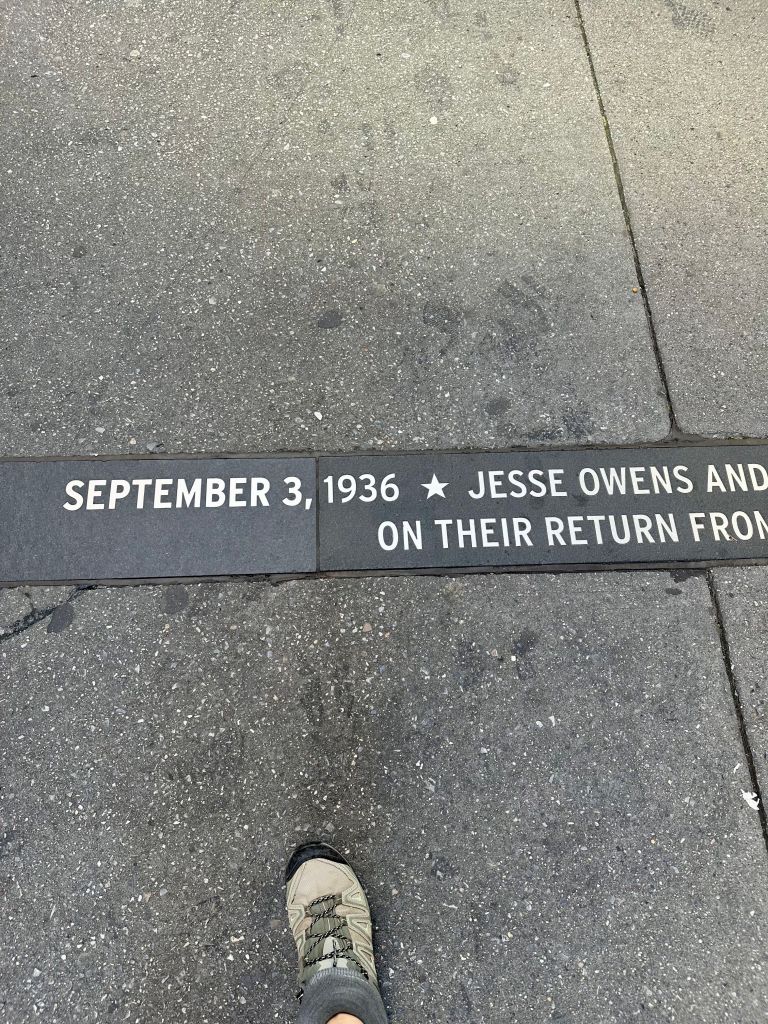 SEPTEMBER 3, 1936 ★ JESSE OWENS AND
ON THEIR RETURN FROM